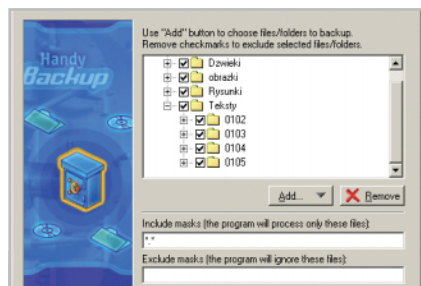 Handy
Backup
Use "Add" button to choose files/folders to backup.
Remove checkmarks to exclude selected files/folders.
Dzwieki
obrazki
Rysunki
Teksty
0102
0103
0104
0105
Add...
Remove
Include masks (the program will process only these files):
*.*
Exclude masks (the program will ignore these files):